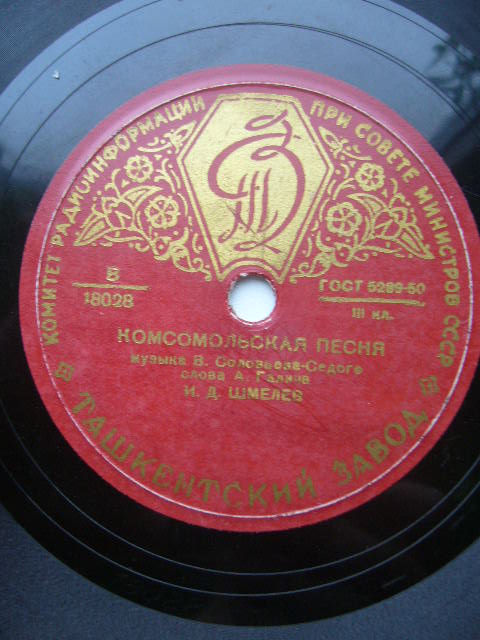 КОМИТЕТ РАДИОИНФОРМАЦИИ ПРИ СОВЕТЕ МИНИСТРОВ СССР
В
18028
ГОСТ 5289-50
III кл.
КОМСОМОЛЬСКАЯ ПЕСНЯ
музыка В. Соловьева-Седого
слова А. Галича
И. Д. ШМЕЛЕВ
ТАШКЕНТСКИЙ ЗАВОД